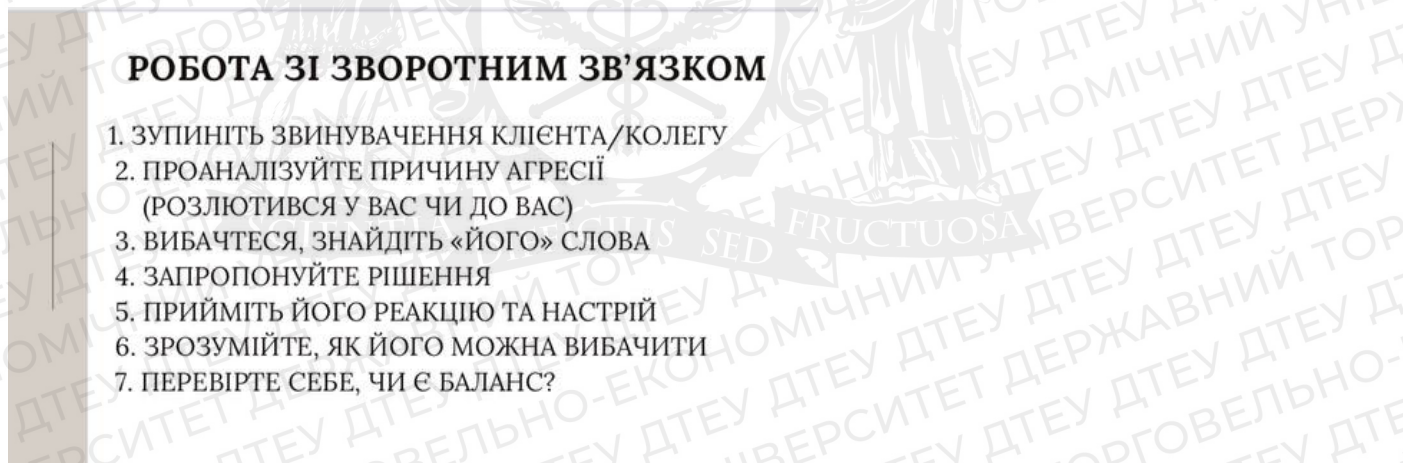 РОБОТА ЗІ ЗВОРОТНИМ ЗВ’ЯЗКОМ
1. ЗУПИНІТЬ ЗВИНУВАЧЕННЯ КЛІЄНТА/КОЛЕГУ
2. ПРОАНАЛІЗУЙТЕ ПРИЧИНУ АГРЕСІЇ
(РОЗЛЮТИВСЯ У ВАС ЧИ ДО ВАС)
3. ВИБАЧТЕСЯ, ЗНАЙДІТЬ «ЙОГО» СЛОВА
4. ЗАПРОПОНУЙТЕ РІШЕННЯ
5. ПРИЙМІТЬ ЙОГО РЕАКЦІЮ ТА НАСТРІЙ
6. ЗРОЗУМІЙТЕ, ЯК ЙОГО МОЖНА ВИБАЧИТИ
7. ПЕРЕВІРТЕ СЕБЕ, ЧИ Є БАЛАНС?
SED FRUCTUOSA